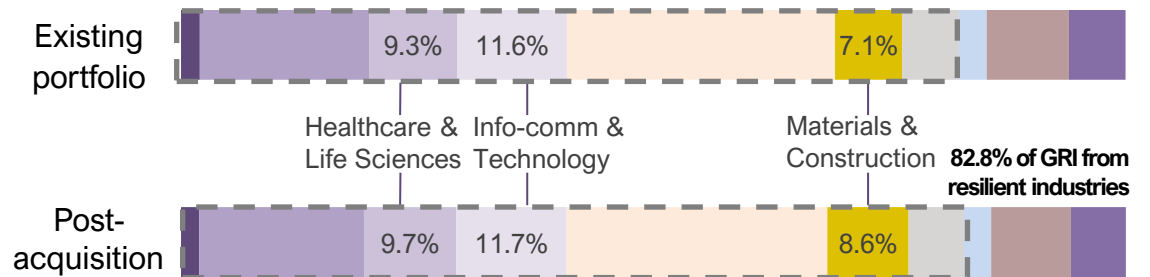 Existing
portfolio
9.3% 11.6% 7.1%
Healthcare &
Life Sciences
Info-comm &
Technology
Materials &
Construction
82.8% of GRI from
resilient industries
Post-
acquisition
9.7% 11.7% 8.6%